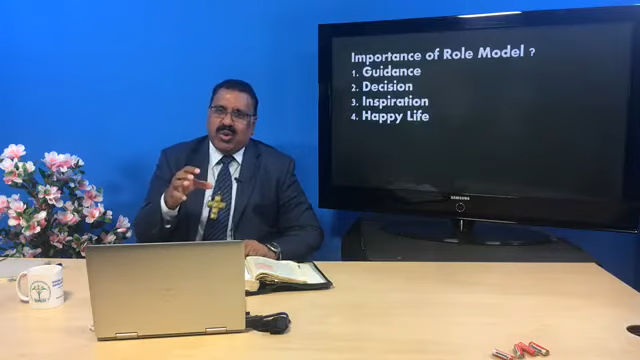 Importance of Role Model ?
1. Guidance
2. Decision
3. Inspiration
4. Happy Life
SAMSUNG